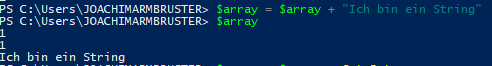 PS C:\Users\JOACHIMARMBRUSTER> $array = $array + "Ich bin ein String"
PS C:\Users\JOACHIMARMBRUSTER> $array
1
1
Ich bin ein String